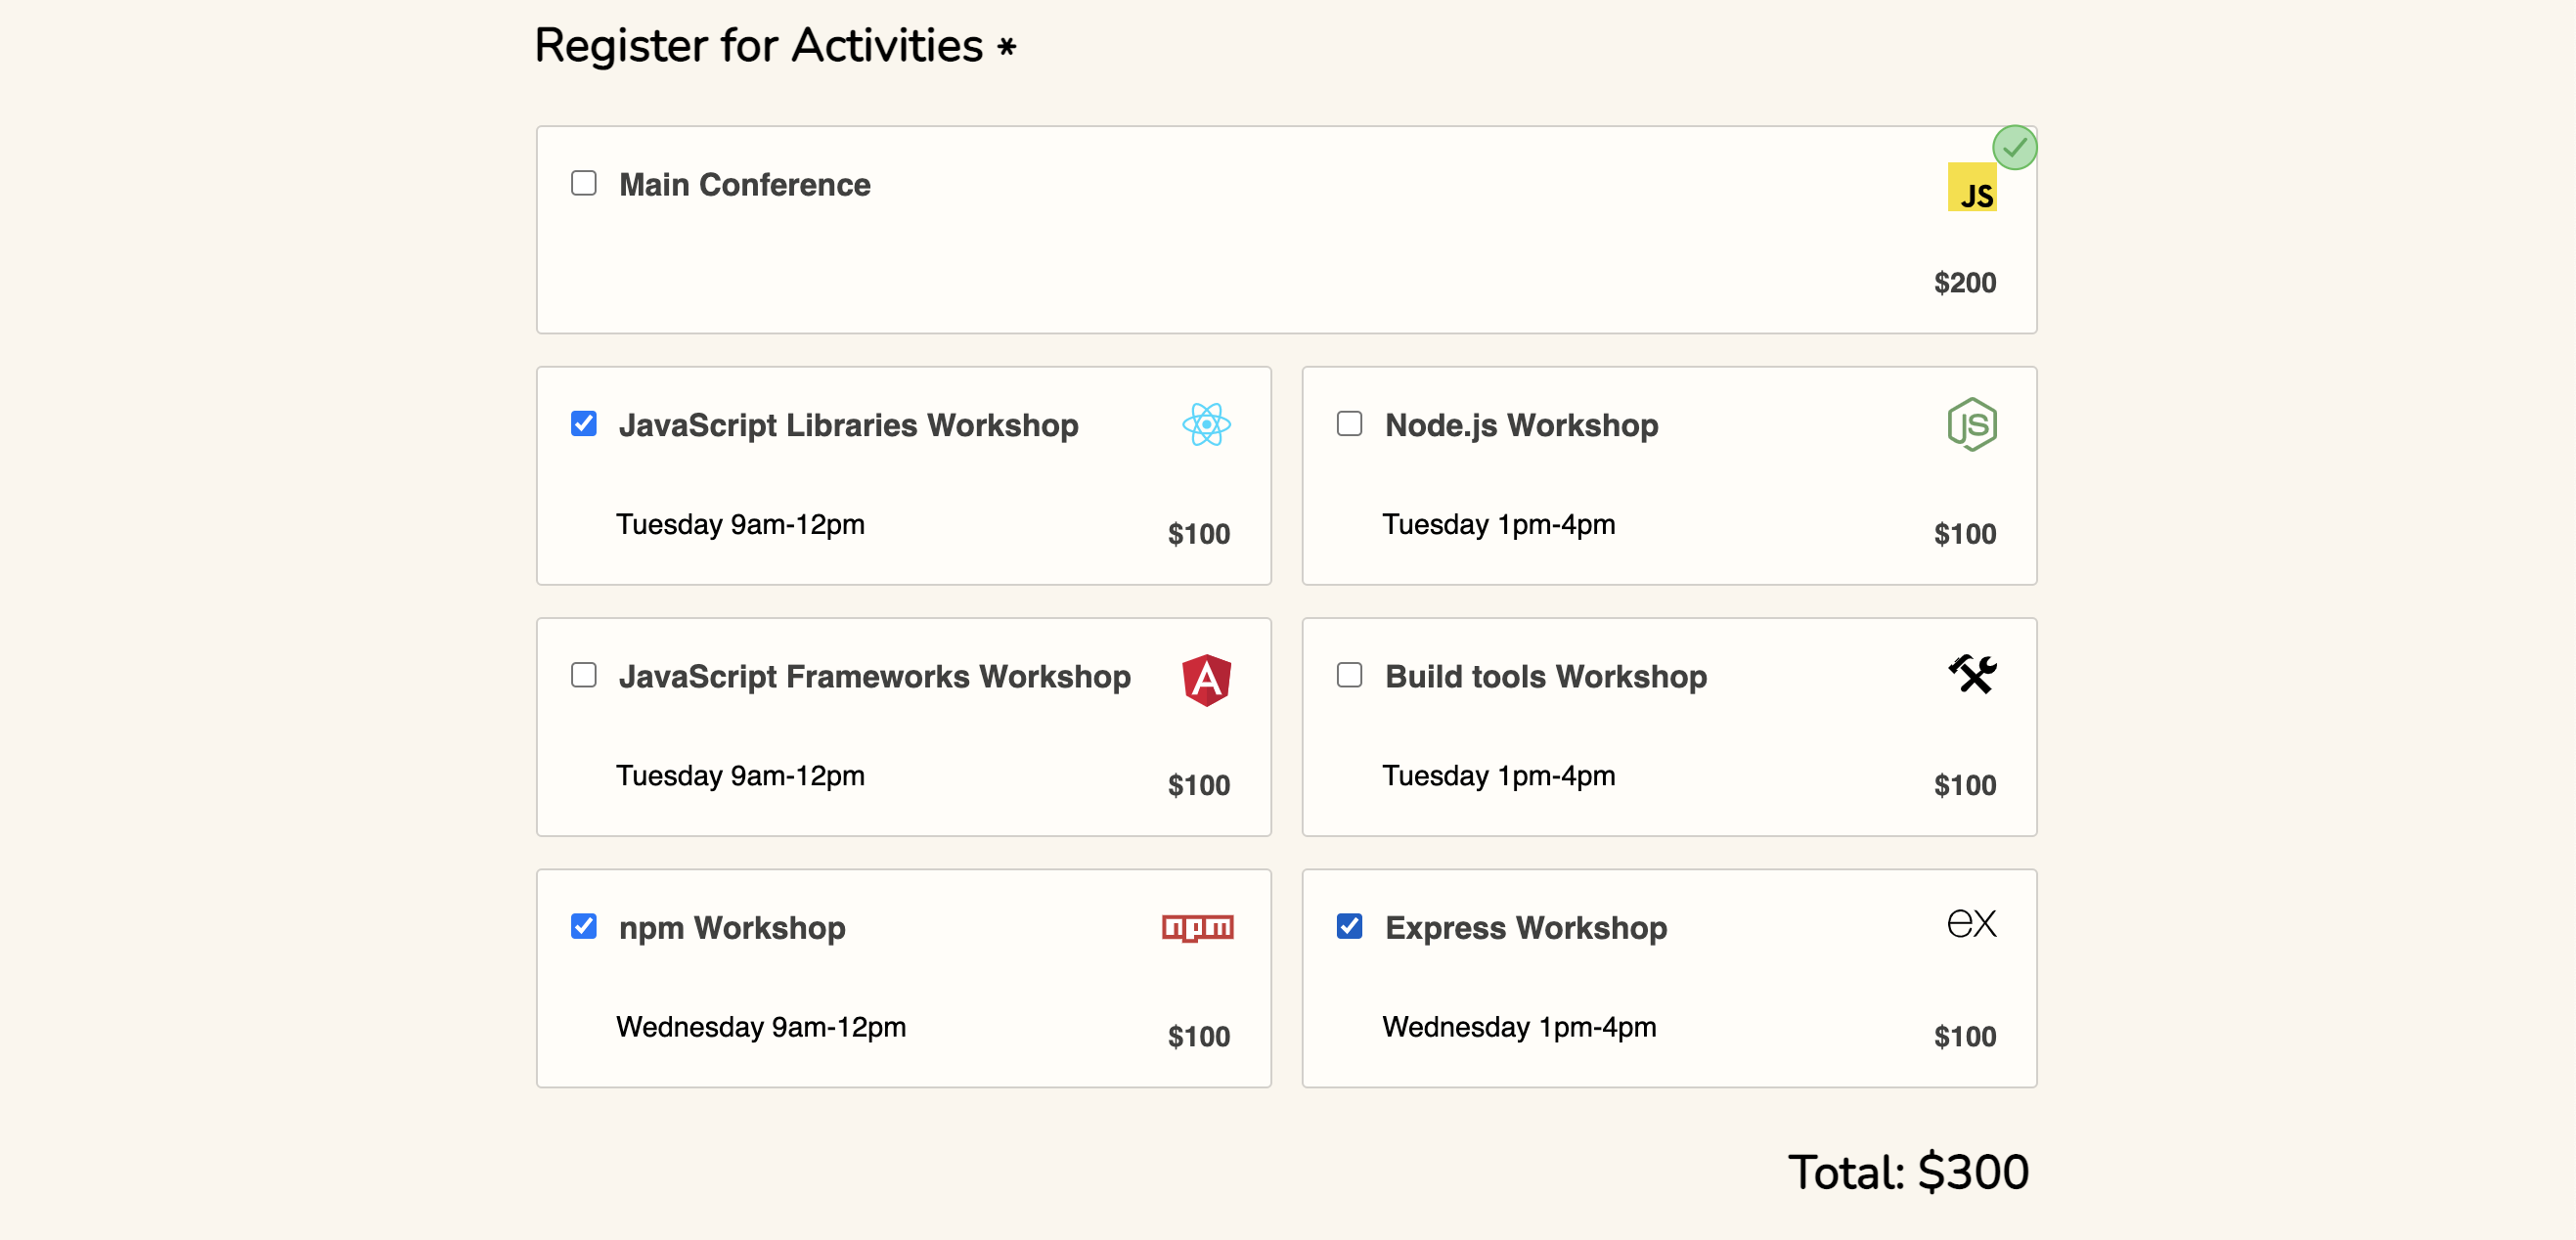 Register for Activities *
Main Conference
JS
$200
JavaScript Libraries Workshop
Tuesday 9am-12pm
$100
Node.js Workshop
JS
Tuesday 1pm-4pm
$100
JavaScript Frameworks Workshop
A
Tuesday 9am-12pm
$100
Build tools Workshop
Tuesday 1pm-4pm
$100
npm Workshop
npm
Wednesday 9am-12pm
$100
Express Workshop
ex
Wednesday 1pm-4pm
$100
Total: $300